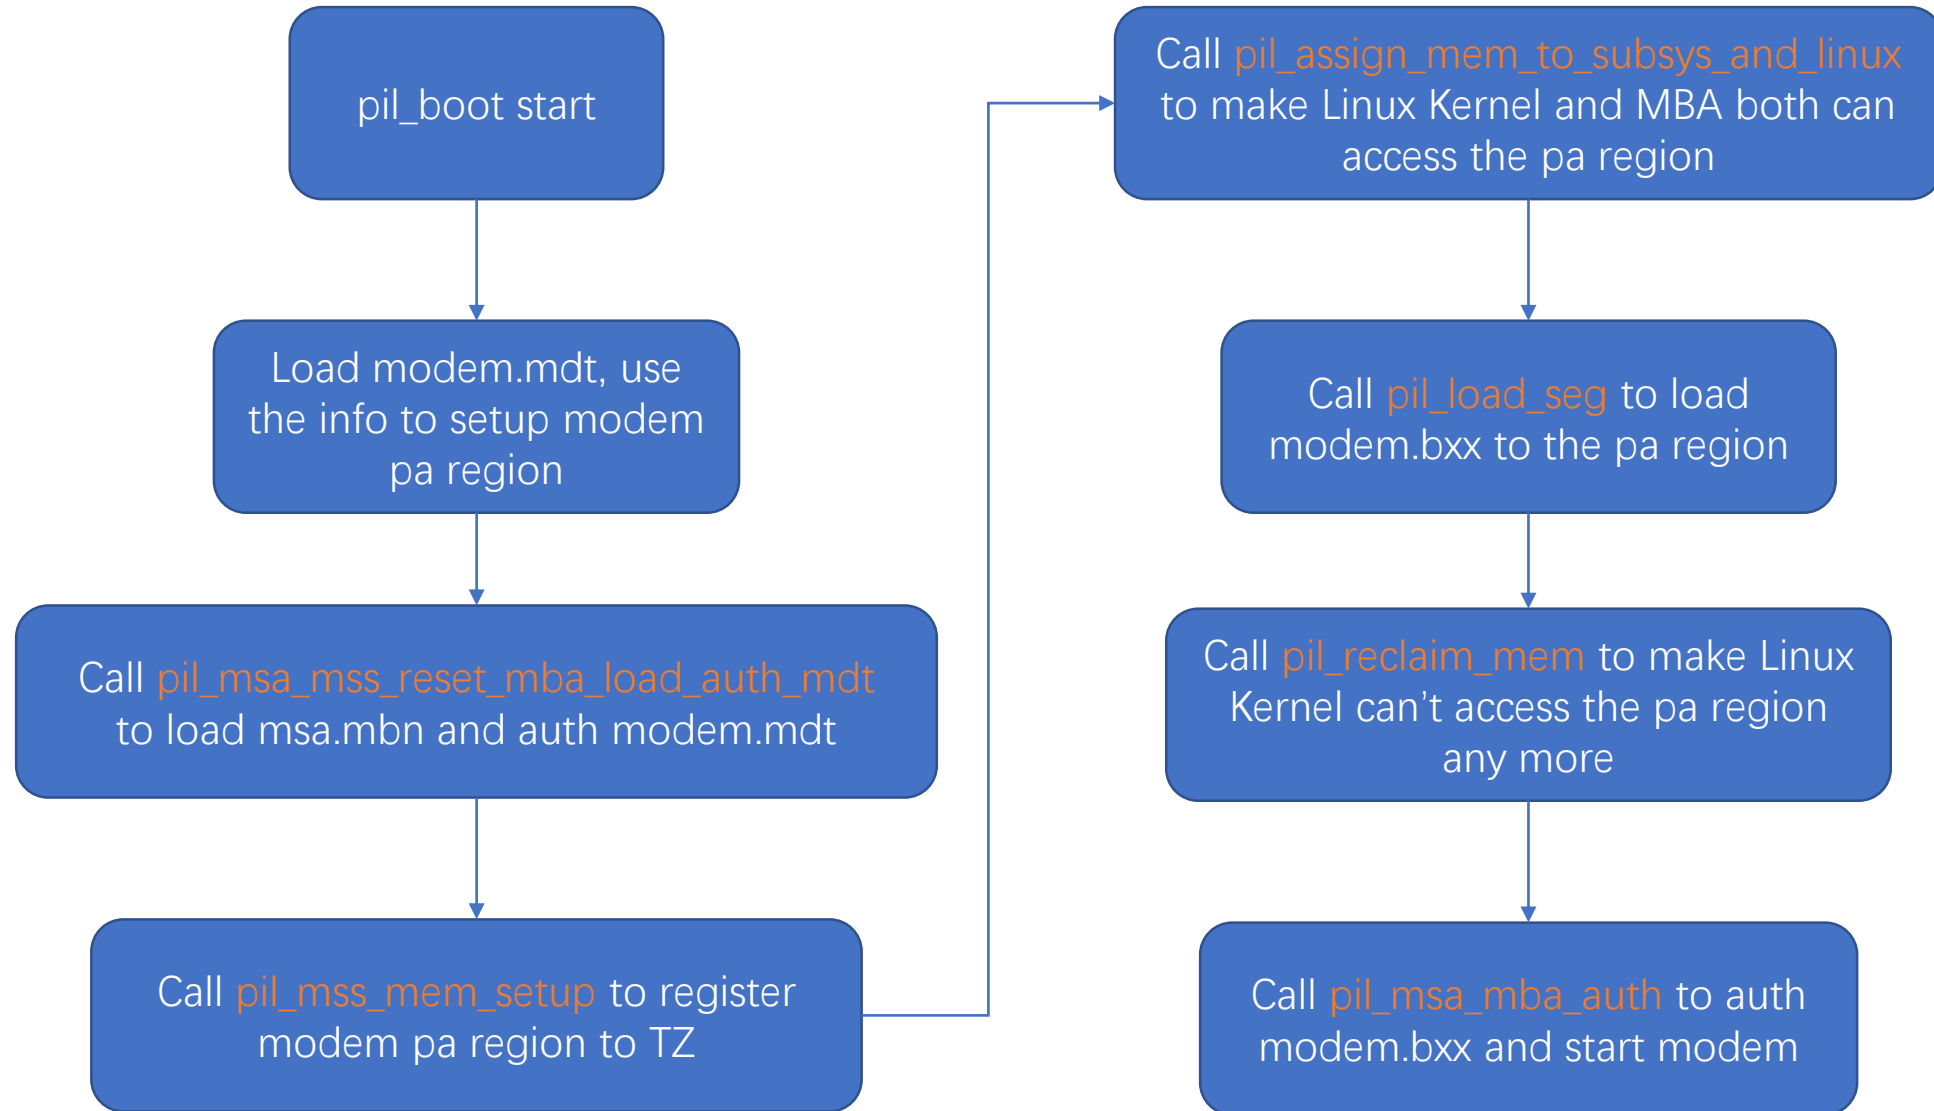 pil_boot start
Load modem.mdt, use
the info to setup modem
pa region
Call pil_msa_mss_reset_mba_load_auth_mdt
to load msa.mbn and auth modem.mdt
Call pil_mss_mem_setup to register
modem pa region to TZ
Call pil_assign_mem_to_subsys_and_linux
to make Linux Kernel and MBA both can
access the pa region
Call pil_load_seg to load
modem.bxx to the pa region
Call pil_reclaim_mem to make Linux
Kernel can’t access the pa region
any more
Call pil_msa_mba_auth to auth
modem.bxx and start modem